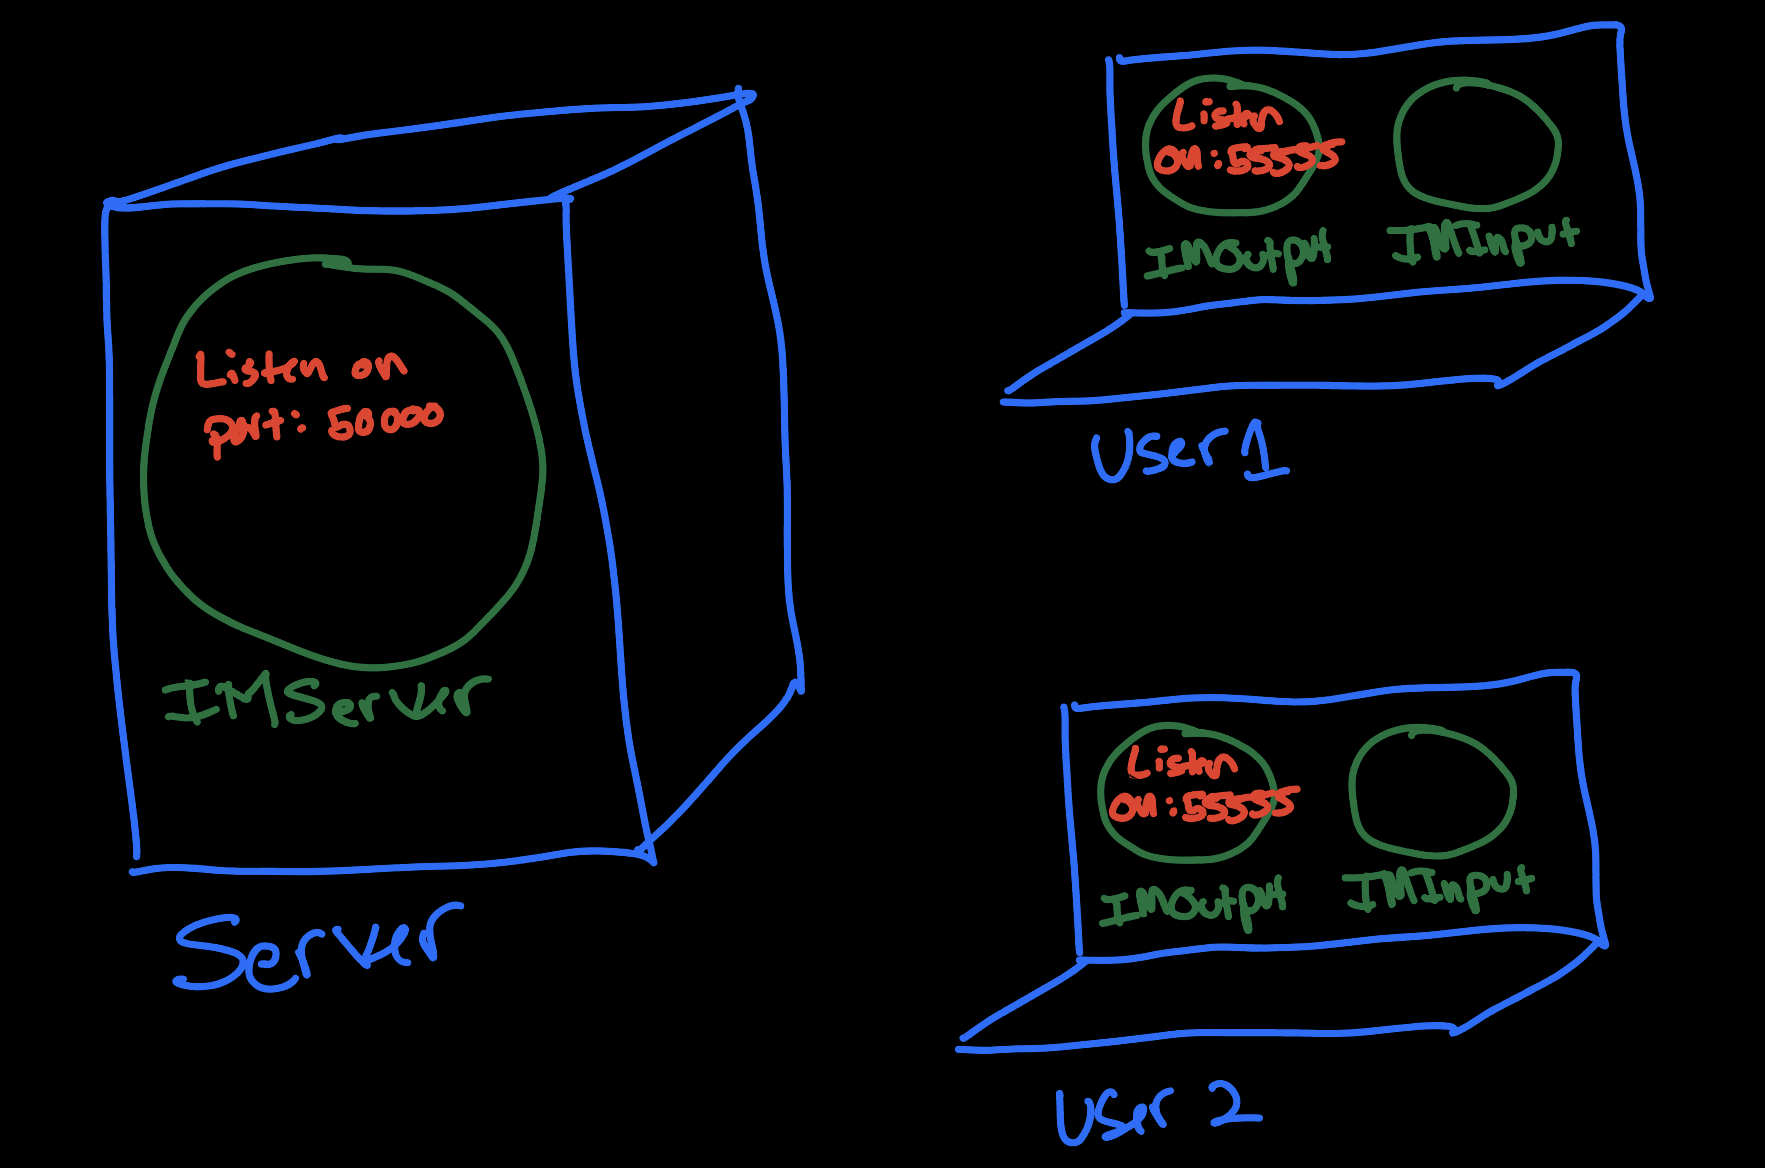 Listen on
port: 50000
IMServer
Server
Listen
on: 55555
IMOutput
IMInput
User 1
Listen
on: 55555
IMOutput
IMInput
User 2